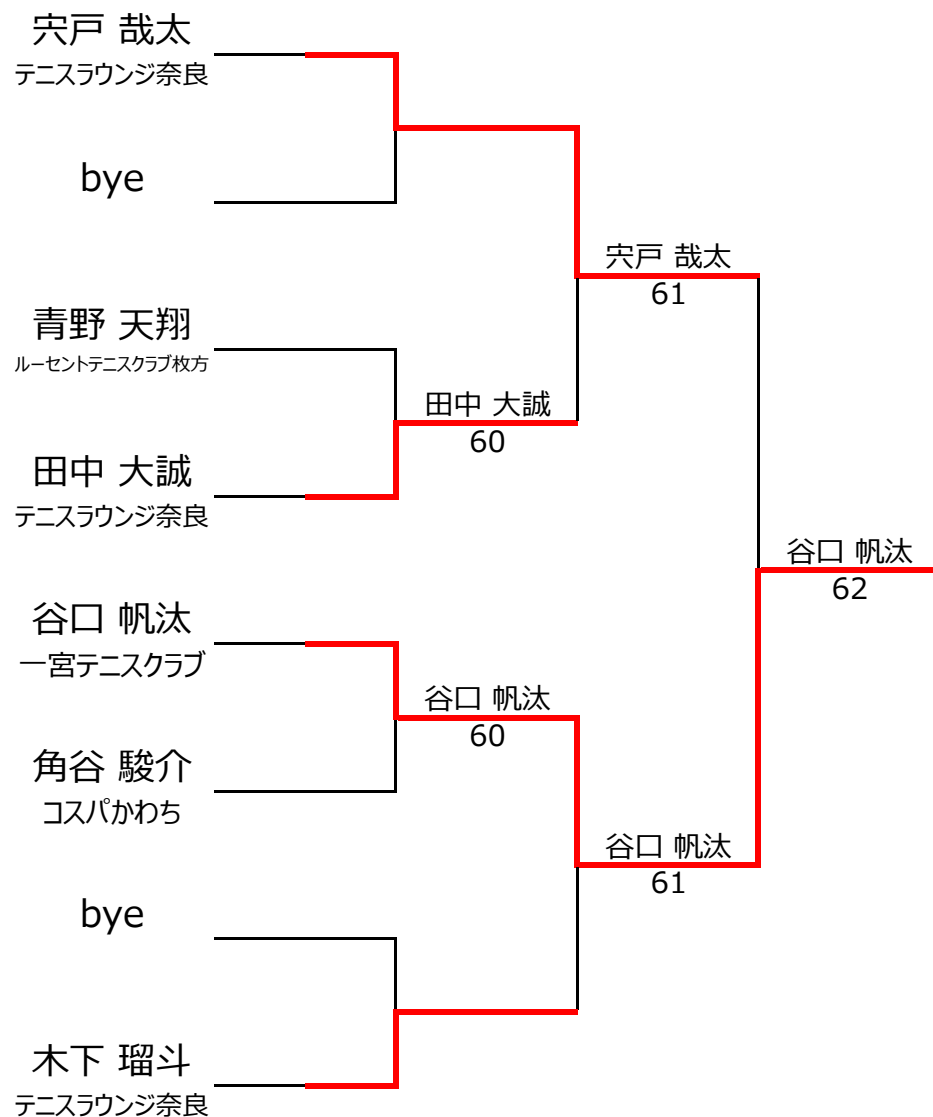 宍戸 哉太
テニスラウンジ奈良
bye
宍戸 哉太
61
青野 天翔
ルーセントテニスクラブ枚方
田中 大誠
60
田中 大誠
テニスラウンジ奈良
谷口 帆汰
62
谷口 帆汰
一宮テニスクラブ
谷口 帆汰
60
角谷 駿介
コスパかわち
谷口 帆汰
61
bye
木下 瑠斗
テニスラウンジ奈良